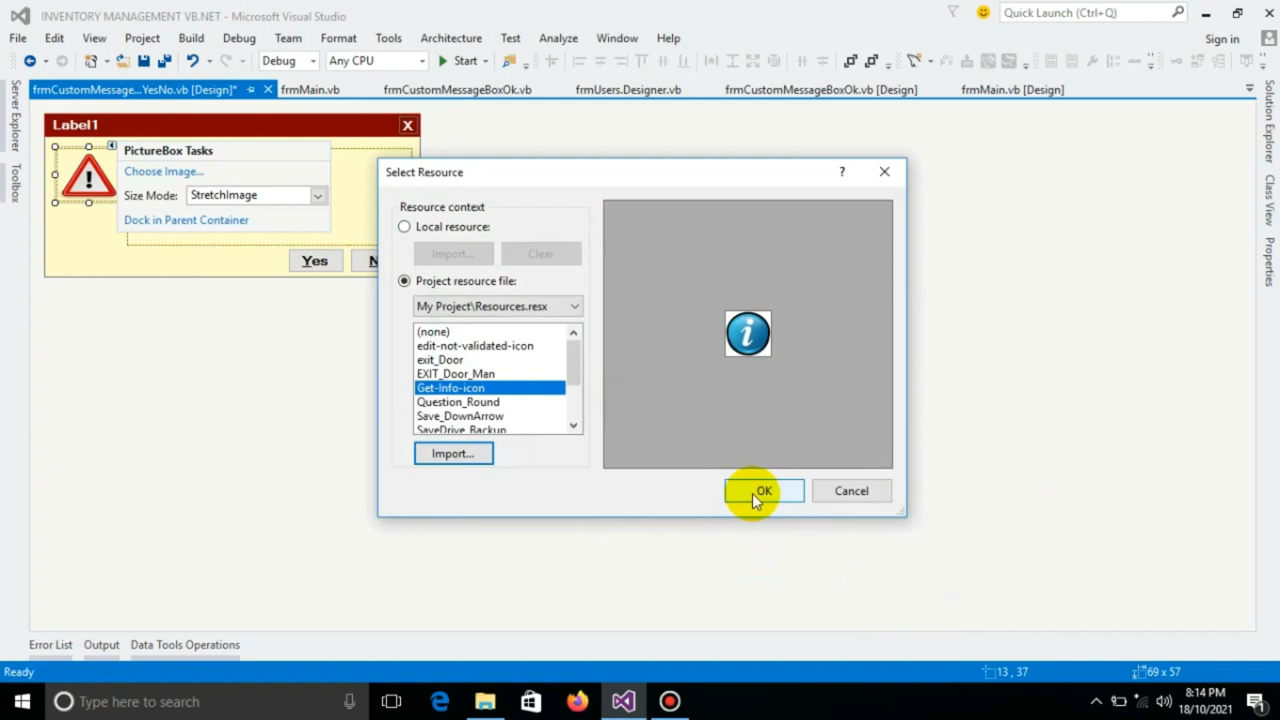 INVENTORY MANAGEMENT VB.NET - Microsoft Visual Studio
Quick Launch (Ctrl+Q)
File Edit View Project Build Debug Team Format Tools Architecture Test Analyze Window Help
Sign in
Debug Any CPU Start
frmCustomMessage...YesNo.vb [Design]* frmMain.vb frmCustomMessageBoxOk.vb frmUsers.Designer.vb frmCustomMessageBoxOk.vb [Design] frmMain.vb [Design]
Server Explorer
Toolbox
Solution Explorer
Class View
Properties
Label1 X
PictureBox Tasks
Choose Image...
Size Mode: StretchImage
Dock in Parent Container
Yes N
Select Resource
Resource context
Local resource:
Import... Clear
Project resource file:
My Project\Resources.resx
(none)
edit-not-validated-icon
exit_Door
EXIT_Door_Man
Get-Info-icon
Question_Round
Save_DownArrow
SaveDrive_Backup
Import...
OK Cancel
Error List Output Data Tools Operations
Ready 13 , 37 69 x 57
Type here to search
8:14 PM
18/10/2021
1